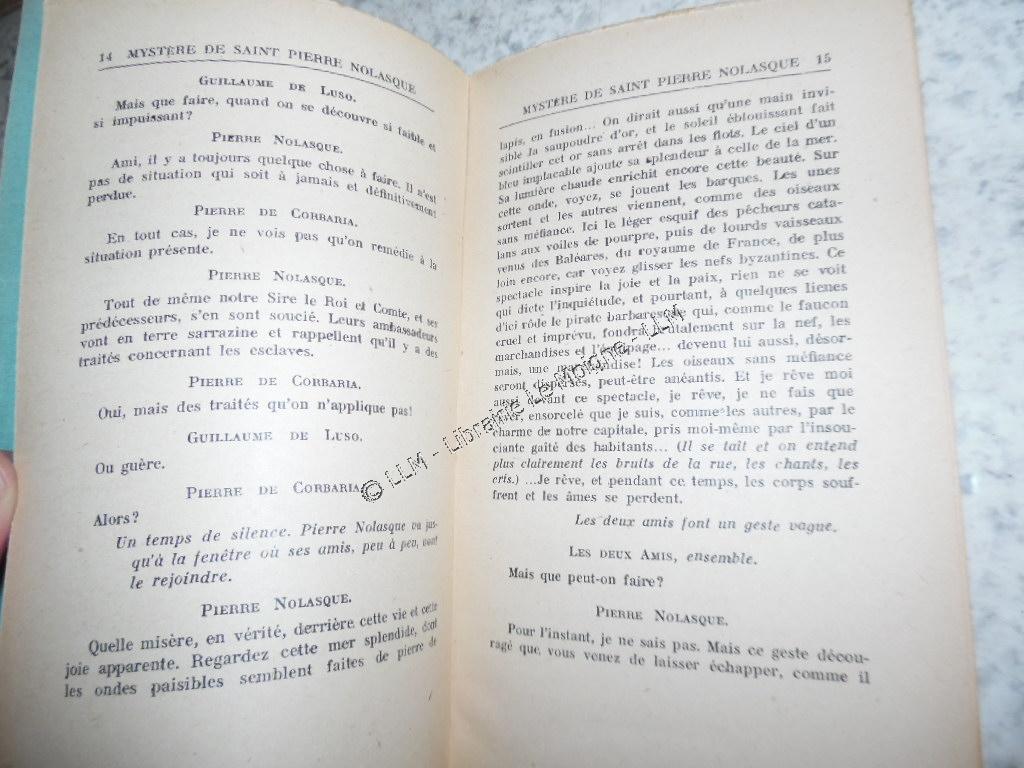 14 MYSTÈRE DE SAINT PIERRE NOLASQUE
GUILLAUME DE LUSO.
Mais que faire, quand on se découvre si faible et
si impuissant?
PIERRE NOLASQUE.
Ami, il y a toujours quelque chose à faire. Il n'est
pas de situation qui soit à jamais et définitivement
perdue.
PIERRE DE CORBARIA.
En tout cas, je ne vois pas qu'on remédie à la
situation présente.
PIERRE NOLASQUE.
Tout de même notre Sire le Roi et Comte, et ses
prédécesseurs, s'en sont soucié. Leurs ambassadeurs
vont en terre sarrazine et rappellent qu'il y a des
traités concernant les esclaves.
PIERRE DE CORBARIA.
Oui, mais des traités qu'on n'applique pas!
GUILLAUME DE LUSO.
Ou guère.
PIERRE DE CORBARIA
Alors?
Un temps de silence. Pierre Nolasque va jus-
qu'à la fenêtre où ses amis, peu à peu, vont
le rejoindre.
PIERRE NOLASQUE.
Quelle misère, en vérité, derrière cette vie et cette
joie apparente. Regardez cette mer splendide, dont
les ondes paisibles semblent faites de pierre de
MYSTÈRE DE SAINT PIERRE NOLASQUE 15
lapis, en fusion... On dirait aussi qu'une main invi-
sible la saupoudre d'or, et le soleil éblouissant fait
scintiller cet or sans arrêt dans les flots. Le ciel d'un
bleu implacable ajoute sa splendeur à celle de la mer.
Sa lumière chaude enrichit encore cette beauté. Sur
cette onde, voyez, se jouent les barques. Les unes
sortent et les autres viennent, comme des oiseaux
sans méfiance. Ici le léger esquif des pêcheurs cata-
lans aux voiles de pourpre, puis de lourds vaisseaux
venus des Baléares, du royaume de France, de plus
loin encore, car voyez glisser les nefs byzantines. Ce
spectacle inspire la joie et la paix, rien ne se voit
qui dicte l'inquiétude, et pourtant, à quelques lieues
d'ici rôde le pirate barbaresque qui, comme le faucon
cruel et imprévu, fondra brutalement sur la nef, les
marchandises et l'équipage... devenu lui aussi, désor-
mais, une marchandise! Les oiseaux sans méfiance
seront dispersés, peut-être anéantis. Et je rêve moi
aussi devant ce spectacle, je rêve, je ne fais que
rêver, ensorcelé que je suis, comme les autres, par le
charme de notre capitale, pris moi-même par l'insou-
ciante gaîté des habitants... (Il se tait et on entend
plus clairement les bruits de la rue, les chants, les
cris.) ...Je rêve, et pendant ce temps, les corps souf-
frent et les âmes se perdent.
Les deux amis font un geste vague.
LES DEUX AMIS, ensemble.
Mais que peut-on faire?
PIERRE NOLASQUE.
Pour l'instant, je ne sais pas. Mais ce geste décou-
ragé que vous venez de laisser échapper, comme il
© LLM - Librairie Le Moigne - LLM